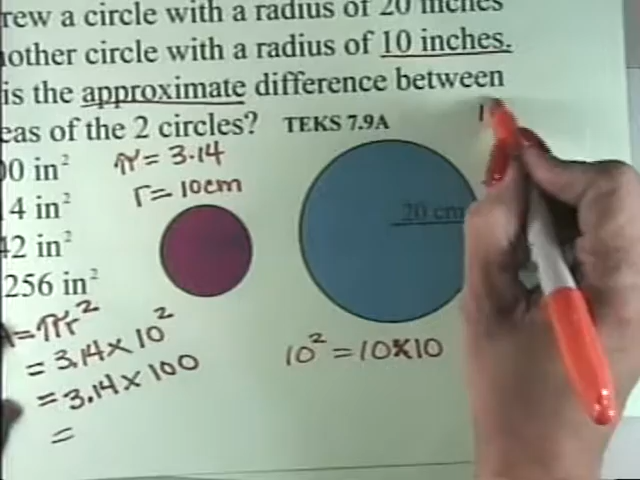 rew a circle with a radius of 20 inches
other circle with a radius of 10 inches.
is the approximate difference between
eas of the 2 circles? TEKS 7.9A
00 in²
π = 3.14
14 in²
r = 10cm
42 in²
20 cm
256 in²
A=πr²
= 3.14 × 10²
10² = 10×10
= 3.14 × 100
=